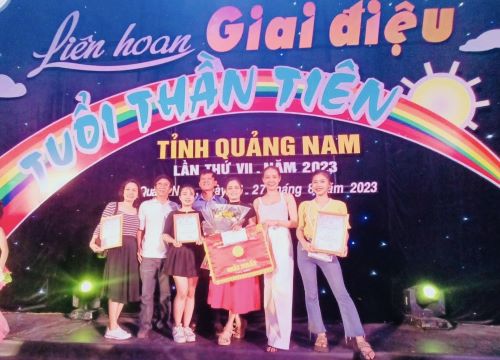 Liên hoan Giai điệu
TUỔI THẦN TIÊN
TỈNH QUẢNG NAM
LẦN THỨ VII - NĂM 2023
Quảng N
27 tháng 8 năm 2023